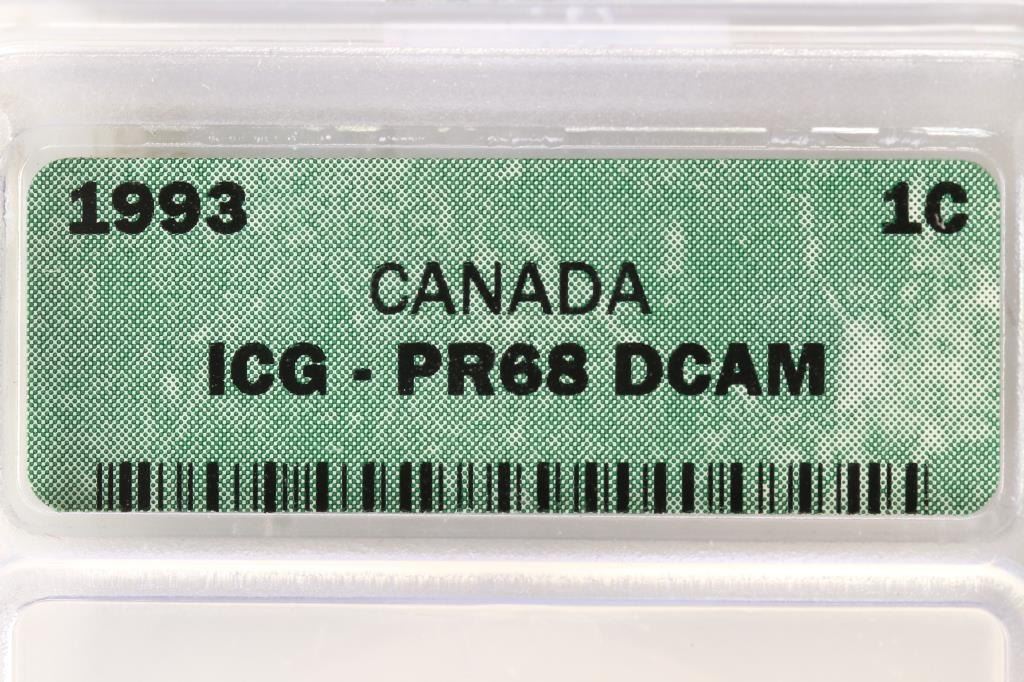 1993 1C
CANADA
ICG - PR68 DCAM